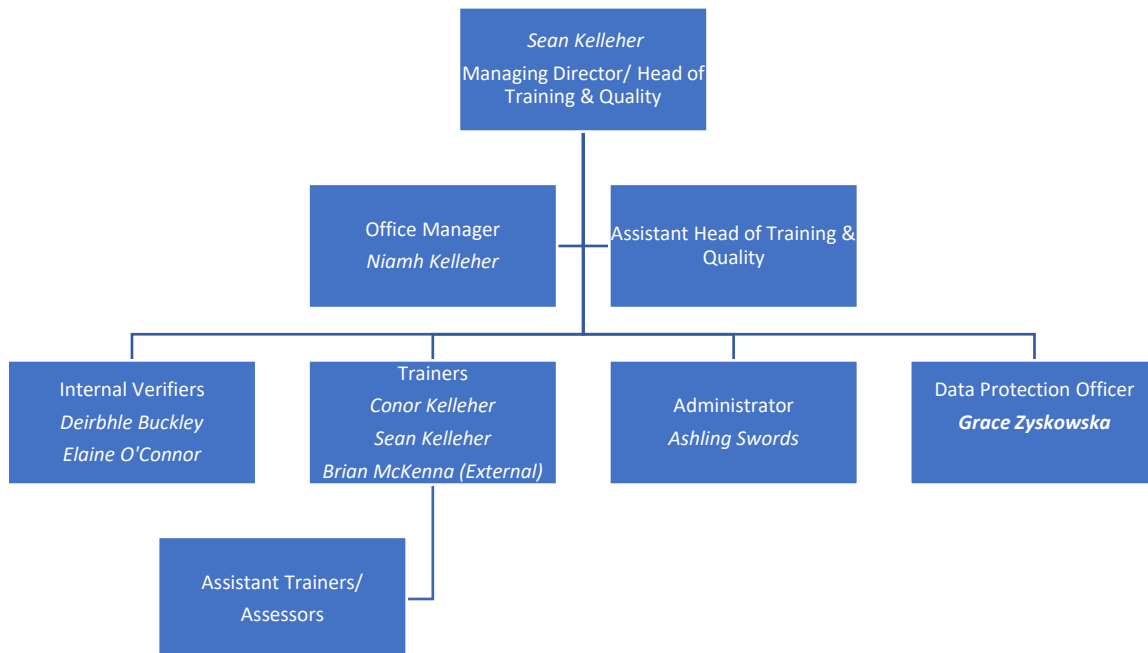 Sean Kelleher
Managing Director/ Head of
Training & Quality
Office Manager
Niamh Kelleher
Assistant Head of Training &
Quality
Internal Verifiers
Deirbhle Buckley
Elaine O'Connor
Trainers
Conor Kelleher
Sean Kelleher
Brian McKenna (External)
Administrator
Ashling Swords
Data Protection Officer
Grace Zyskowska
Assistant Trainers/
Assessors